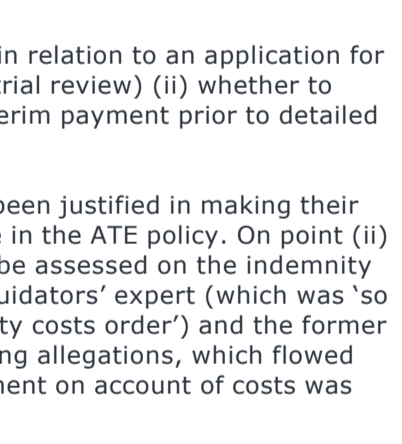 in relation to an application for
trial review) (ii) whether to
erim payment prior to detailed
been justified in making their
in the ATE policy. On point (ii)
be assessed on the indemnity
uidators’ expert (which was ‘so
ty costs order’) and the former
ng allegations, which flowed
nent on account of costs was